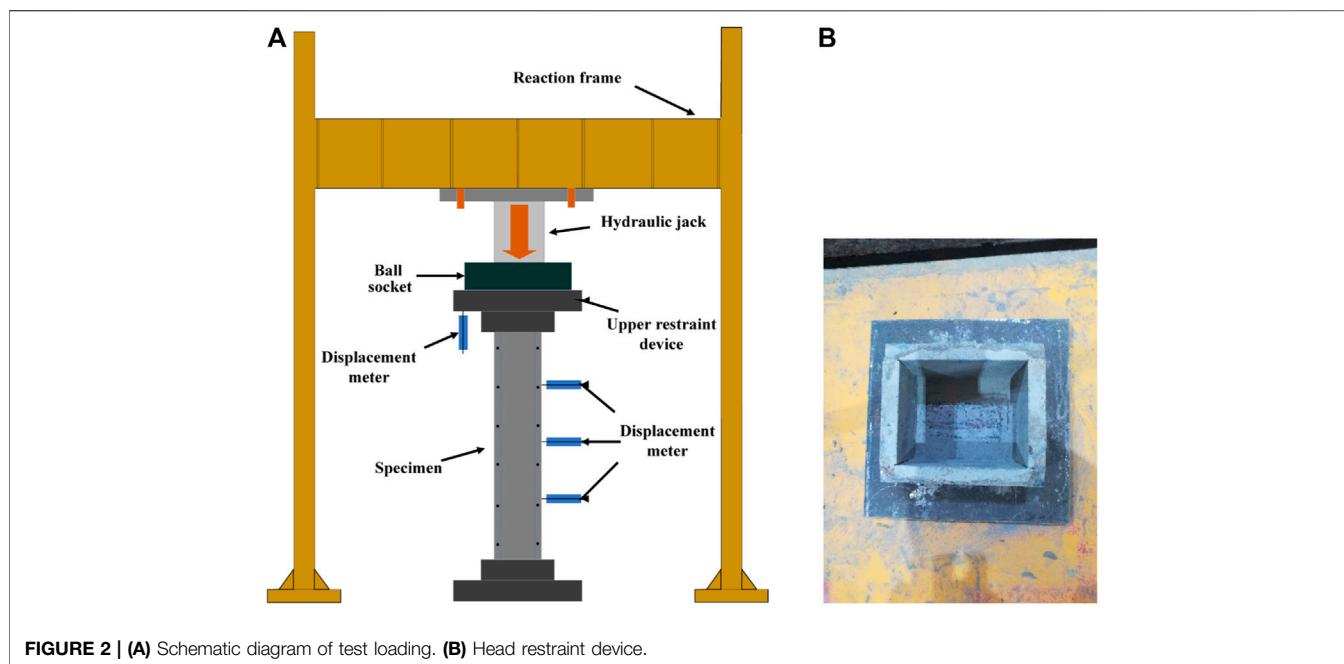 A
B
Reaction frame
Hydraulic jack
Ball
socket
Upper restraint
device
Displacement
meter
Displacement
meter
Specimen
FIGURE 2 | (A) Schematic diagram of test loading. (B) Head restraint device.